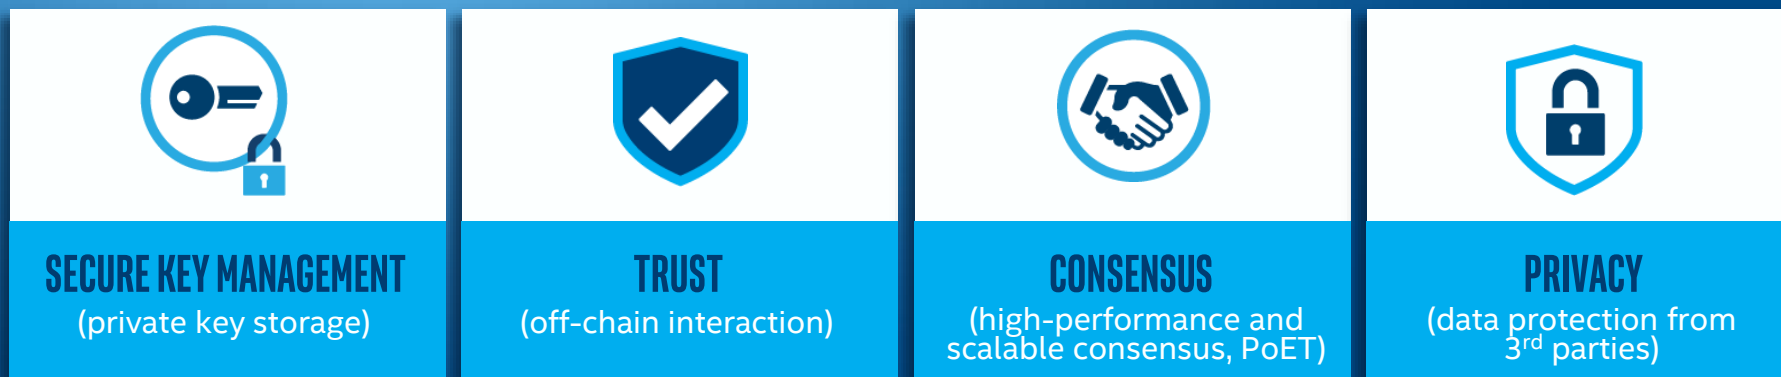 SECURE KEY MANAGEMENT
(private key storage)
TRUST
(off-chain interaction)
CONSENSUS
(high-performance and
scalable consensus, PoET)
PRIVACY
(data protection from
3rd parties)